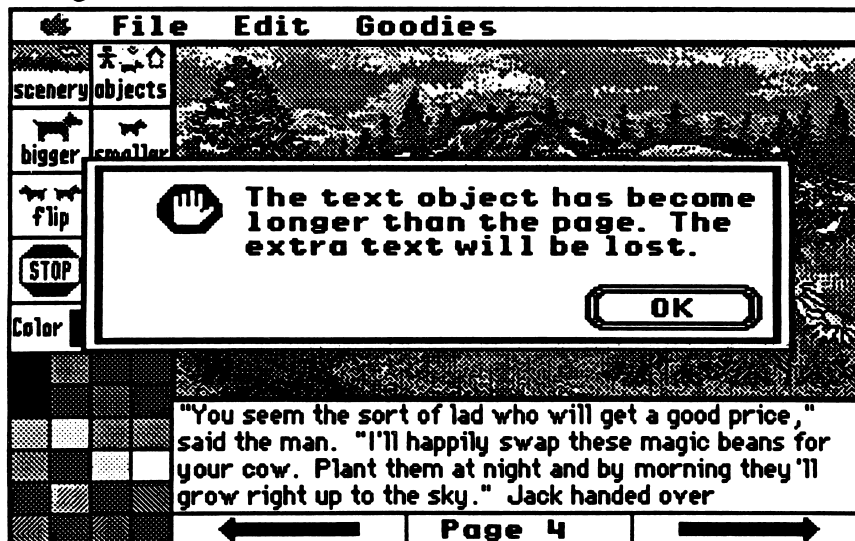 File Edit Goodies
scenery objects
bigger smaller
flip
STOP
Color
The text object has become
longer than the page. The
extra text will be lost.
OK
"You seem the sort of lad who will get a good price,"
said the man. "I'll happily swap these magic beans for
your cow. Plant them at night and by morning they'll
grow right up to the sky." Jack handed over
Page 4